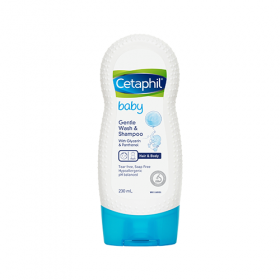 Cetaphil
baby
Gentle
Wash &
Shampoo
With Glycerin
& Panthenol
Hair & Body
Tear free, Soap Free
Hypoallergenic
pH balanced
230 mL